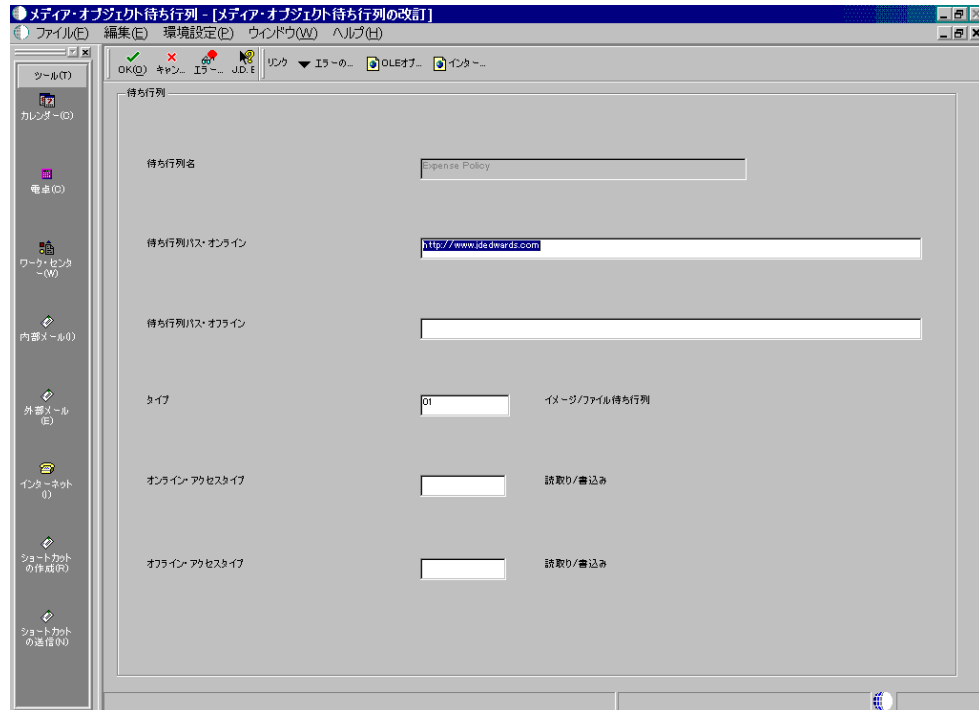 メディア・オブジェクト待ち行列 - [メディア・オブジェクト待ち行列の改訂]
ファイル(F) 編集(E) 環境設定(P) ウィンドウ(W) ヘルプ(H)
OK(O) キャン... エラー... J.D. E リンク エラーの... OLEオブ... インター...
ツール(T)
カレンダー(D)
電卓(C)
ワーク・センタ
ー(W)
内部メール(I)
外部メール
(E)
インターネット
(I)
ショートカット
の作成(R)
ショートカット
の送信(N)
待ち行列
待ち行列名
Expense Policy
待ち行列パス・オンライン
http://www.jdedwards.com
待ち行列パス・オフライン
タイプ
01
イメージ/ファイル待ち行列
オンライン・アクセスタイプ
読取り/書込み
オフライン・アクセスタイプ
読取り/書込み